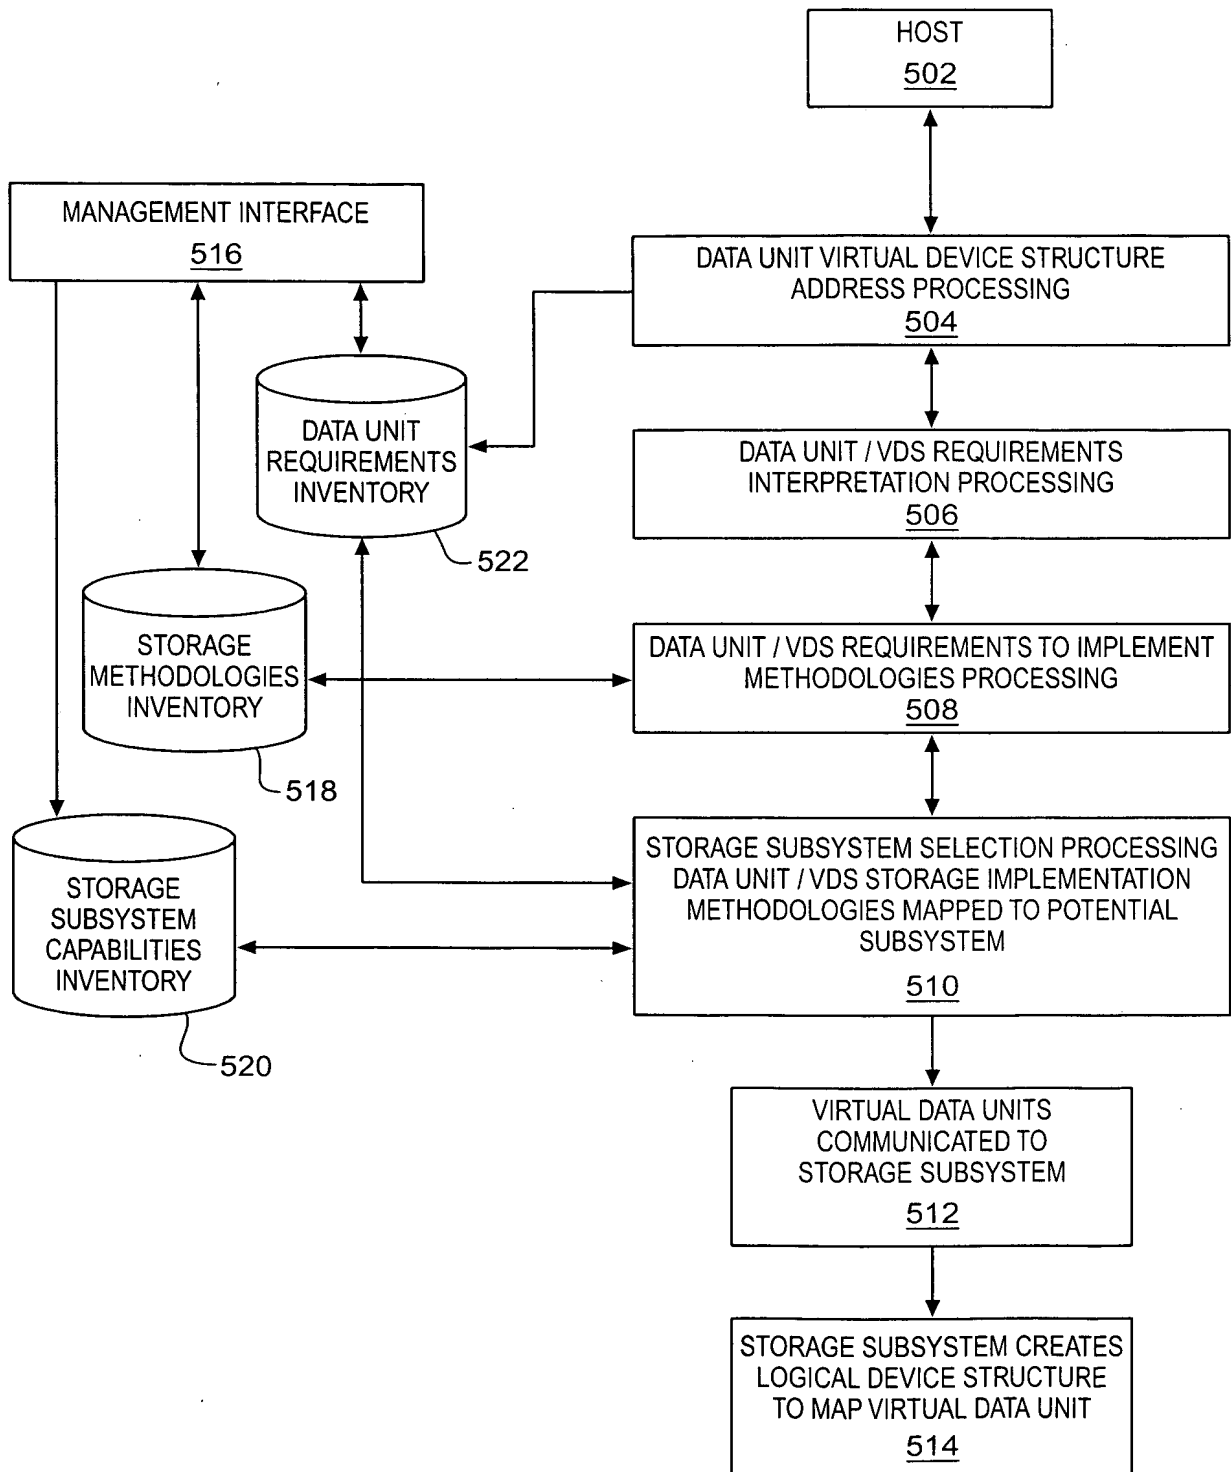 HOST
502
MANAGEMENT INTERFACE
516
DATA UNIT VIRTUAL DEVICE STRUCTURE
ADDRESS PROCESSING
504
DATA UNIT
REQUIREMENTS
INVENTORY
522
DATA UNIT / VDS REQUIREMENTS
INTERPRETATION PROCESSING
506
STORAGE
METHODOLOGIES
INVENTORY
518
DATA UNIT / VDS REQUIREMENTS TO IMPLEMENT
METHODOLOGIES PROCESSING
508
STORAGE
SUBSYSTEM
CAPABILITIES
INVENTORY
520
STORAGE SUBSYSTEM SELECTION PROCESSING
DATA UNIT / VDS STORAGE IMPLEMENTATION
METHODOLOGIES MAPPED TO POTENTIAL
SUBSYSTEM
510
VIRTUAL DATA UNITS
COMMUNICATED TO
STORAGE SUBSYSTEM
512
STORAGE SUBSYSTEM CREATES
LOGICAL DEVICE STRUCTURE
TO MAP VIRTUAL DATA UNIT
514